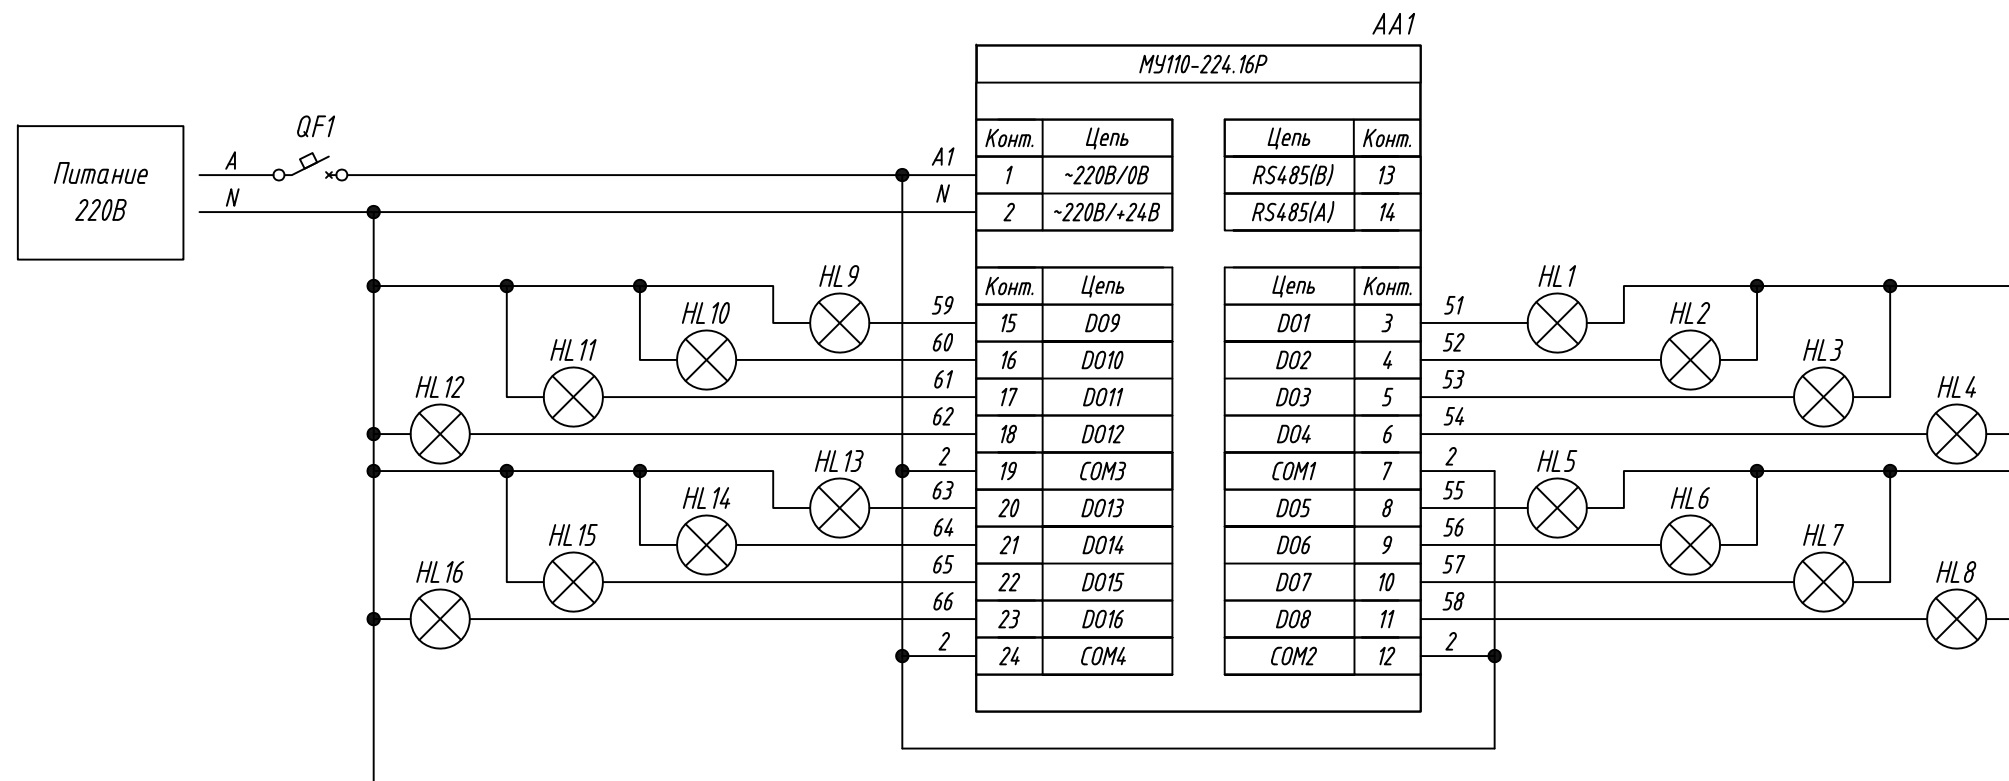 AA1
МУ110-224.16Р
QF1
Питание
220В
A
N
A1
N
Конт. Цепь Цепь Конт.
1 ~220В/0В RS485(B) 13
2 ~220В/+24В RS485(A) 14
Конт. Цепь Цепь Конт.
HL9 59 15 DO9 DO1 3 51 HL1
HL10 60 16 DO10 DO2 4 52 HL2
HL11 61 17 DO11 DO3 5 53 HL3
HL12 62 18 DO12 DO4 6 54 HL4
2 19 COM3 COM1 7 2
HL13 63 20 DO13 DO5 8 55 HL5
HL14 64 21 DO14 DO6 9 56 HL6
HL15 65 22 DO15 DO7 10 57 HL7
HL16 66 23 DO16 DO8 11 58 HL8
2 24 COM4 COM2 12 2